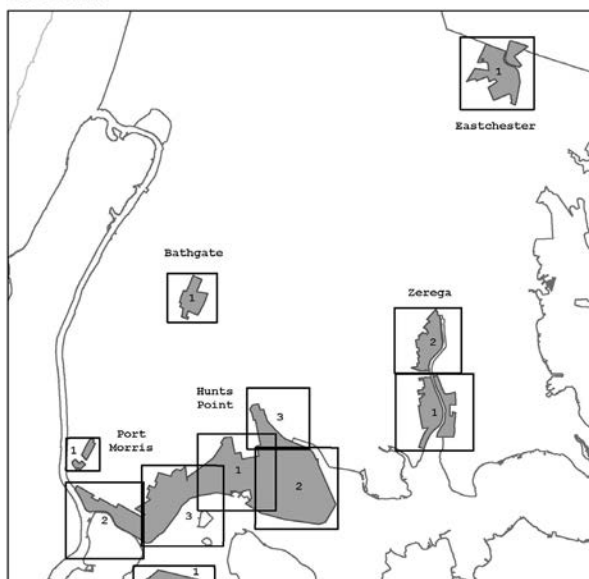 1
Eastchester
Bathgate
1
Zerega
2
1
Hunts
Point
3
1
2
Port
Morris
1
2
3
1